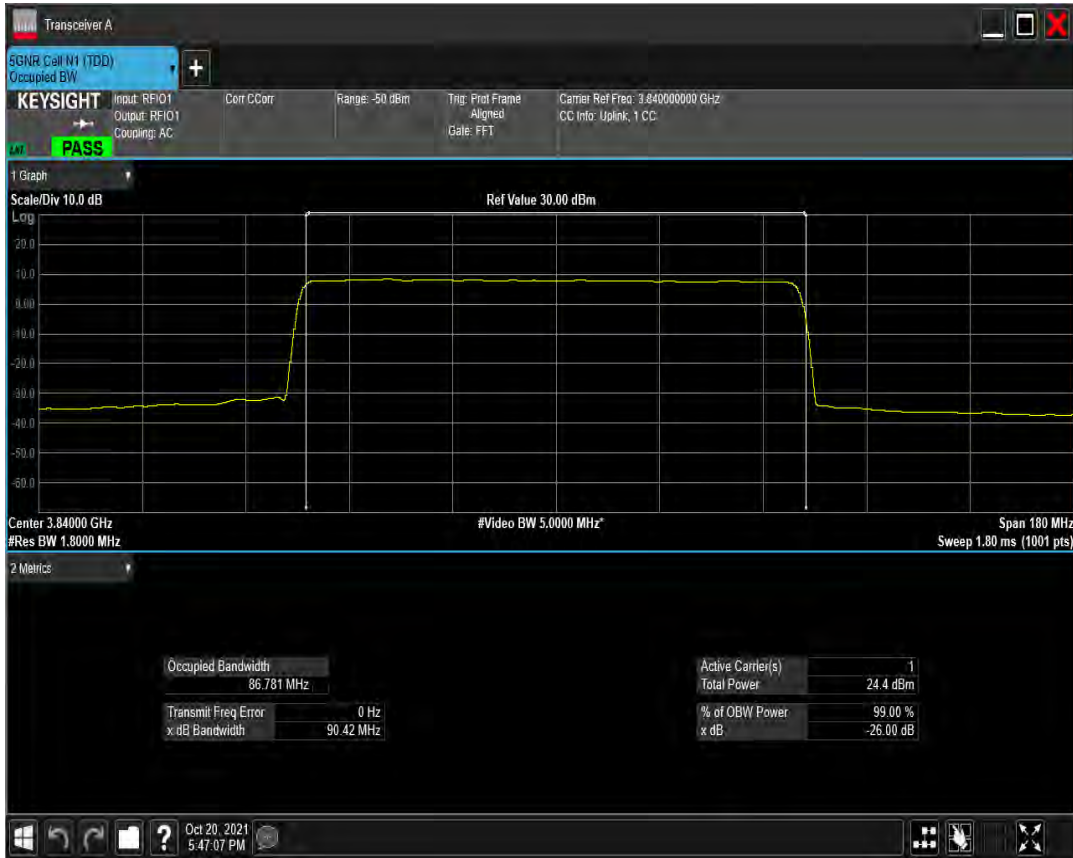 Transceiver A
5GNR Cell N1 (TDD)
Occupied BW
+
KEYSIGHT
Input: RFIO1
Output: RFIO1
Coupling: AC
Corr CCorr
Range: -50 dBm
Trig: Prot Frame
Aligned
Gate: FFT
Carrier Ref Freq: 3.840000000 GHz
CC Info: Uplink, 1 CC
PASS
1 Graph
Scale/Div 10.0 dB
Ref Value 30.00 dBm
Log
20.0
10.0
0.00
-10.0
-20.0
-30.0
-40.0
-50.0
-60.0
Center 3.84000 GHz
#Video BW 5.0000 MHz*
Span 180 MHz
#Res BW 1.8000 MHz
Sweep 1.80 ms (1001 pts)
2 Metrics
Occupied Bandwidth
86.781 MHz
Transmit Freq Error 0 Hz
x dB Bandwidth 90.42 MHz
Active Carrier(s) 1
Total Power 24.4 dBm
% of OBW Power 99.00 %
x dB -26.00 dB
?
Oct 20, 2021
5:47:07 PM